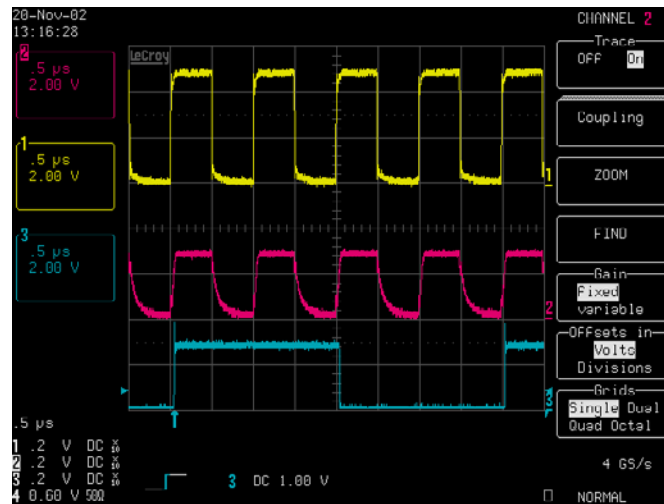 20-Nov-02
13:16:28
CHANNEL 2
Trace
OFF On
LeCroy
2
.5 µs
2.00 V
Coupling
1
.5 µs
2.00 V
ZOOM
1
3
.5 µs
2.00 V
FIND
Gain
Fixed
variable
2
Offsets in
Volts
Divisions
3
Grids
Single Dual
Quad Octal
.5 µs
1 .2 V DC X10
2 .2 V DC X10
3 .2 V DC X10
4 0.60 V 50Ω
3 DC 1.00 V
4 GS/s
NORMAL